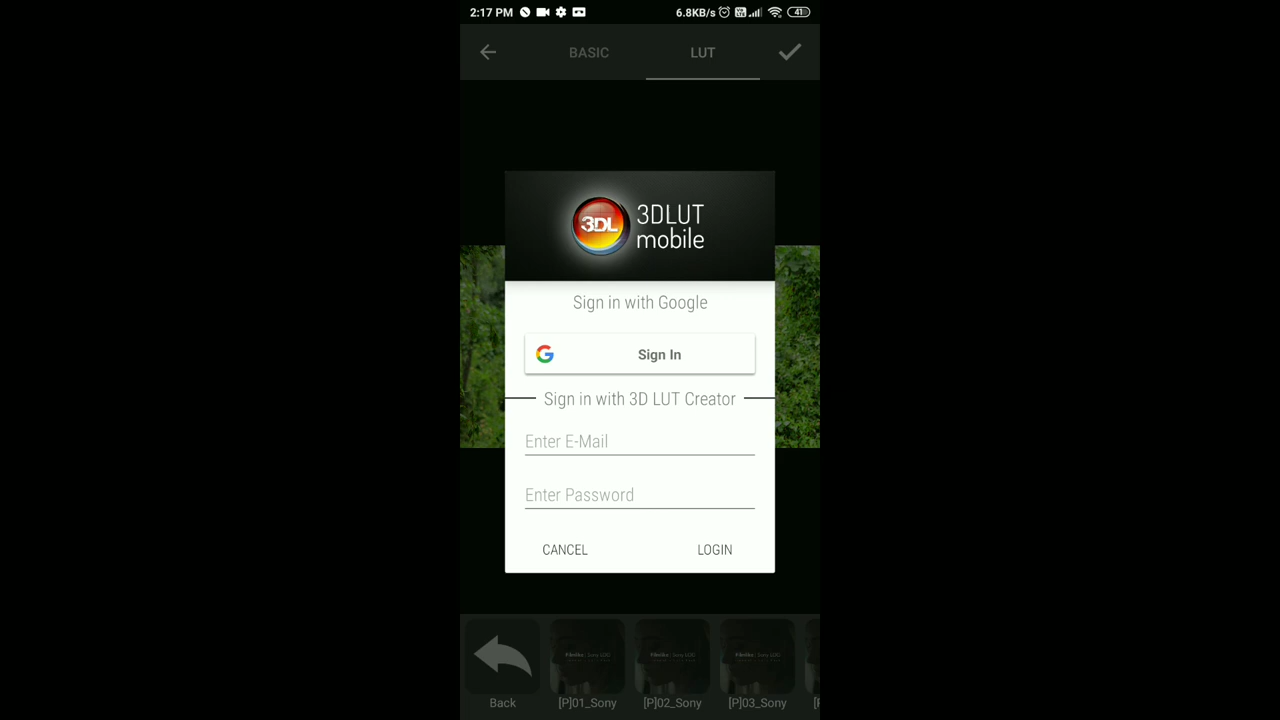 2:17 PM
6.8KB/s
41
BASIC
LUT
3DL
3DLUT
mobile
Sign in with Google
Sign In
Sign in with 3D LUT Creator
Enter E-Mail
Enter Password
CANCEL
LOGIN
Back
[P]01_Sony
[P]02_Sony
[P]03_Sony